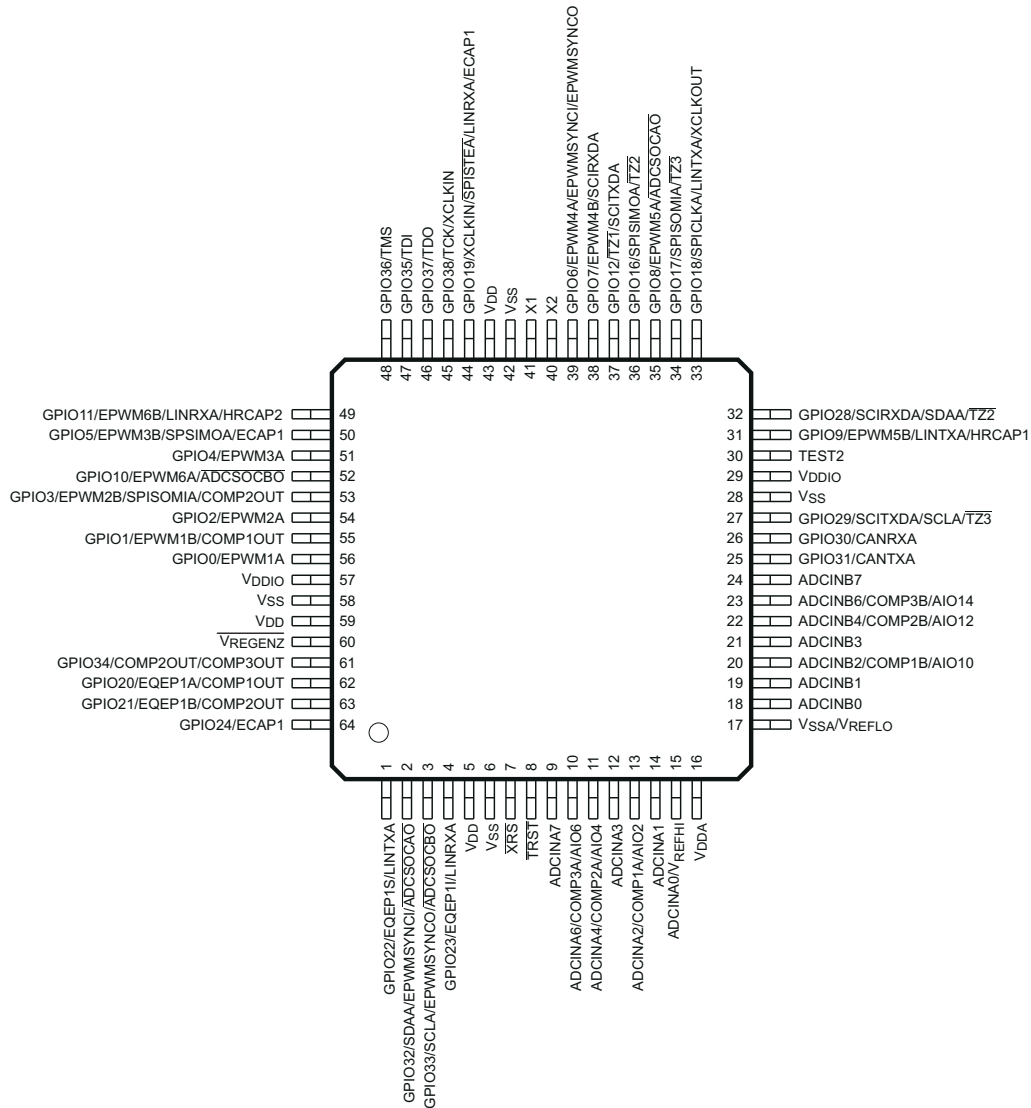 GPIO36/TMS
GPIO35/TDI
GPIO37/TDO
GPIO38/TCK/XCLKIN
GPIO19/XCLKIN/SPISTEA/LINRXA/ECAP1
VDD
VSS
X1
X2
GPIO6/EPWM4A/EPWMSYNCI/EPWMSYNCO
GPIO7/EPWM4B/SCIRXDA
GPIO12/TZ1/SCITXDA
GPIO16/SPISIMOA/TZ2
GPIO8/EPWM5A/ADCSOCAO
GPIO17/SPISOMIA/TZ3
GPIO18/SPICLKA/LINTXA/XCLKOUT
48 47 46 45 44 43 42 41 40 39 38 37 36 35 34 33
GPIO11/EPWM6B/LINRXA/HRCAP2 49
GPIO5/EPWM3B/SPSIMOA/ECAP1 50
GPIO4/EPWM3A 51
GPIO10/EPWM6A/ADCSOCBO 52
GPIO3/EPWM2B/SPISOMIA/COMP2OUT 53
GPIO2/EPWM2A 54
GPIO1/EPWM1B/COMP1OUT 55
GPIO0/EPWM1A 56
VDDIO 57
VSS 58
VDD 59
VREGENZ 60
GPIO34/COMP2OUT/COMP3OUT 61
GPIO20/EQEP1A/COMP1OUT 62
GPIO21/EQEP1B/COMP2OUT 63
GPIO24/ECAP1 64
32 GPIO28/SCIRXDA/SDAA/TZ2
31 GPIO9/EPWM5B/LINTXA/HRCAP1
30 TEST2
29 VDDIO
28 VSS
27 GPIO29/SCITXDA/SCLA/TZ3
26 GPIO30/CANRXA
25 GPIO31/CANTXA
24 ADCINB7
23 ADCINB6/COMP3B/AIO14
22 ADCINB4/COMP2B/AIO12
21 ADCINB3
20 ADCINB2/COMP1B/AIO10
19 ADCINB1
18 ADCINB0
17 VSSA/VREFLO
1 2 3 4 5 6 7 8 9 10 11 12 13 14 15 16
GPIO22/EQEP1S/LINTXA
GPIO32/SDAA/EPWMSYNCI/ADCSOCAO
GPIO33/SCLA/EPWMSYNCO/ADCSOCBO
GPIO23/EQEP1I/LINRXA
VDD
VSS
XRS
TRST
ADCINA7
ADCINA6/COMP3A/AIO6
ADCINA4/COMP2A/AIO4
ADCINA3
ADCINA2/COMP1A/AIO2
ADCINA1
ADCINA0/VREFHI
VDDA